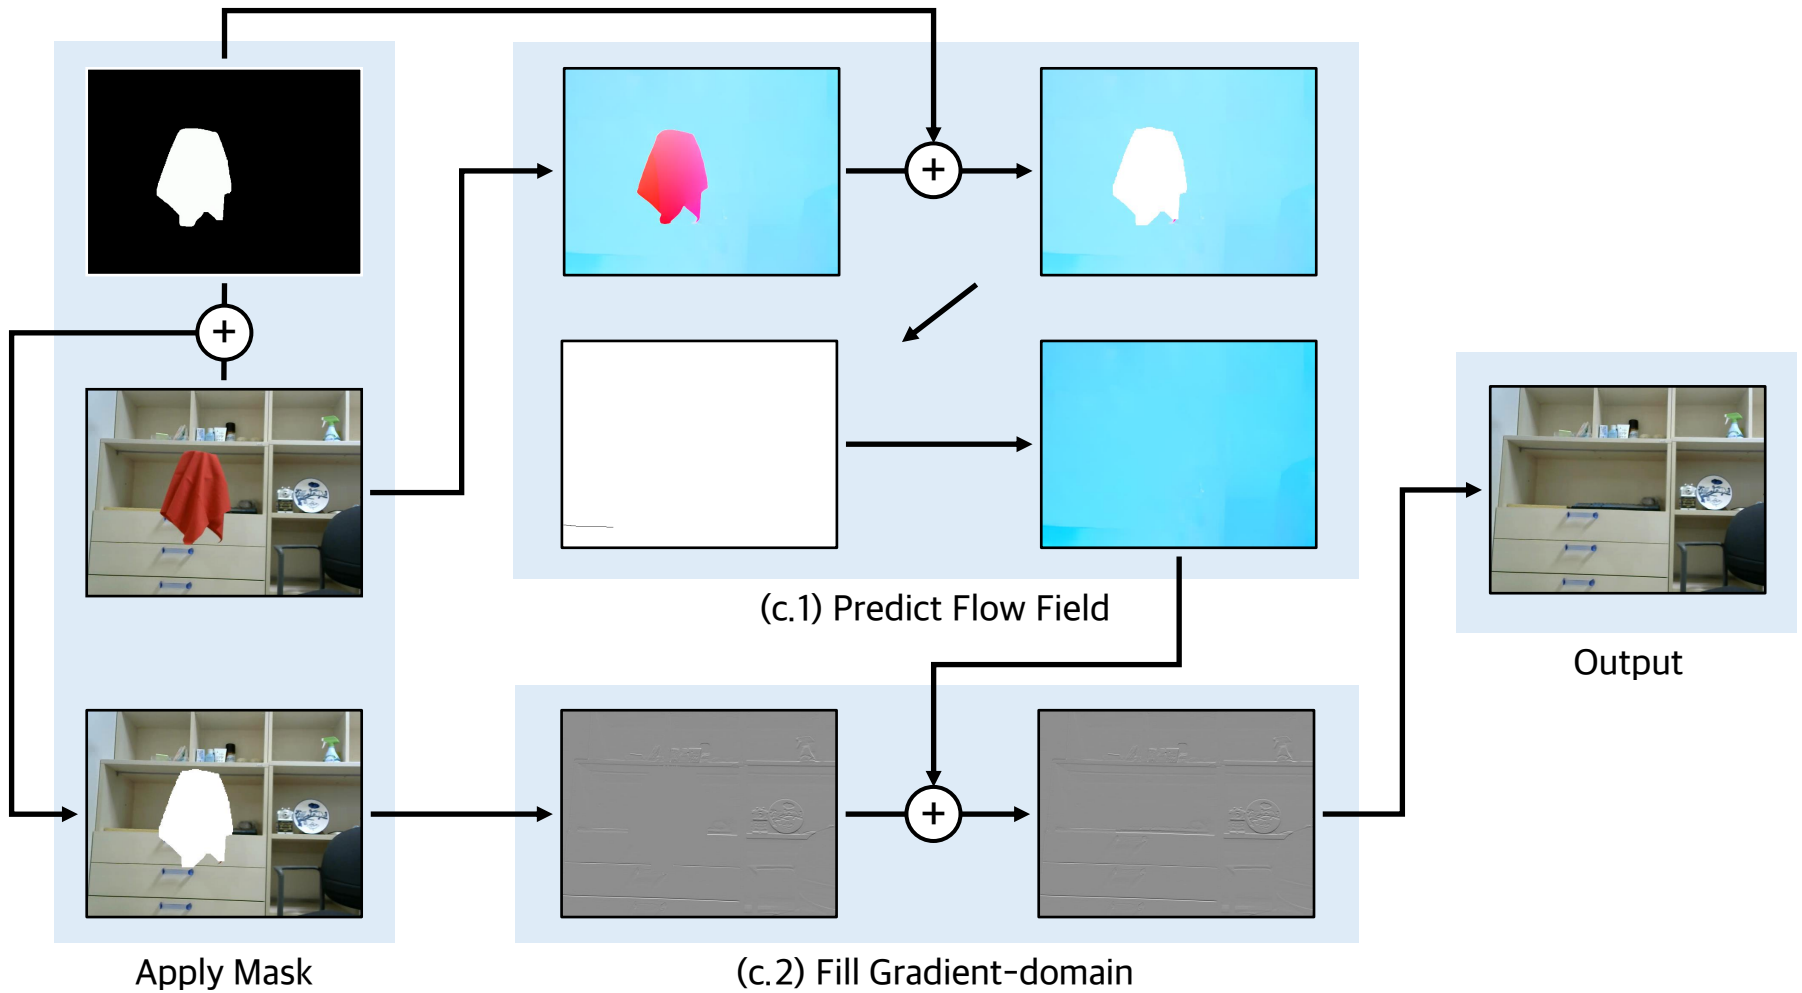 +
+
(c.1) Predict Flow Field
Output
+
Apply Mask
(c.2) Fill Gradient-domain